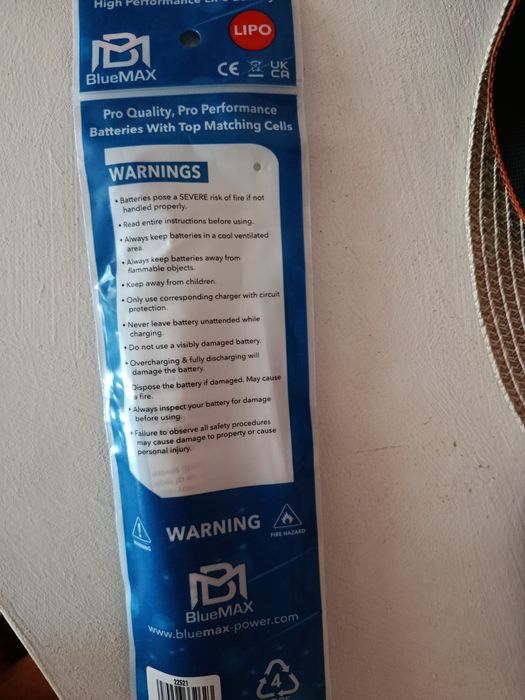 High Performance LiPo Battery
BM
BlueMAX
LIPO
CE
UK
CA
Pro Quality, Pro Performance
Batteries With Top Matching Cells
WARNINGS
• Batteries pose a SEVERE risk of fire if not
handled properly.
• Read entire instructions before using.
• Always keep batteries in a cool ventilated
area.
• Always keep batteries away from
flammable objects.
• Keep away from children.
• Only use corresponding charger with circuit
protection.
• Never leave battery unattended while
charging.
• Do not use a visibly damaged battery.
• Overcharging & fully discharging will
damage the battery.
Dispose the battery if damaged. May cause
a fire.
• Always inspect your battery for damage
before using.
• Failure to observe all safety procedures
may cause damage to property or cause
personal injury.
WARNING
WARNING
FIRE HAZARD
BM
BlueMAX
www.bluemax-power.com
22521
4